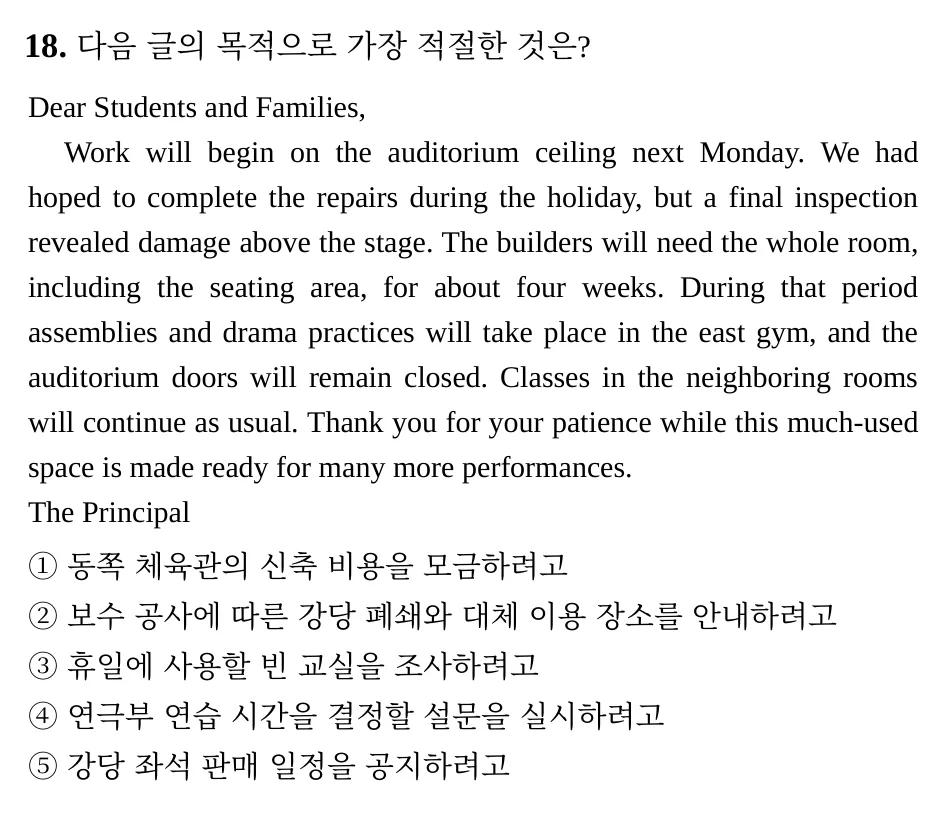 18. 다음 글의 목적으로 가장 적절한 것은?
Dear Students and Families,
Work will begin on the auditorium ceiling next Monday. We had
hoped to complete the repairs during the holiday, but a final inspection
revealed damage above the stage. The builders will need the whole room,
including the seating area, for about four weeks. During that period
assemblies and drama practices will take place in the east gym, and the
auditorium doors will remain closed. Classes in the neighboring rooms
will continue as usual. Thank you for your patience while this much-used
space is made ready for many more performances.
The Principal
① 동쪽 체육관의 신축 비용을 모금하려고
② 보수 공사에 따른 강당 폐쇄와 대체 이용 장소를 안내하려고
③ 휴일에 사용할 빈 교실을 조사하려고
④ 연극부 연습 시간을 결정할 설문을 실시하려고
⑤ 강당 좌석 판매 일정을 공지하려고